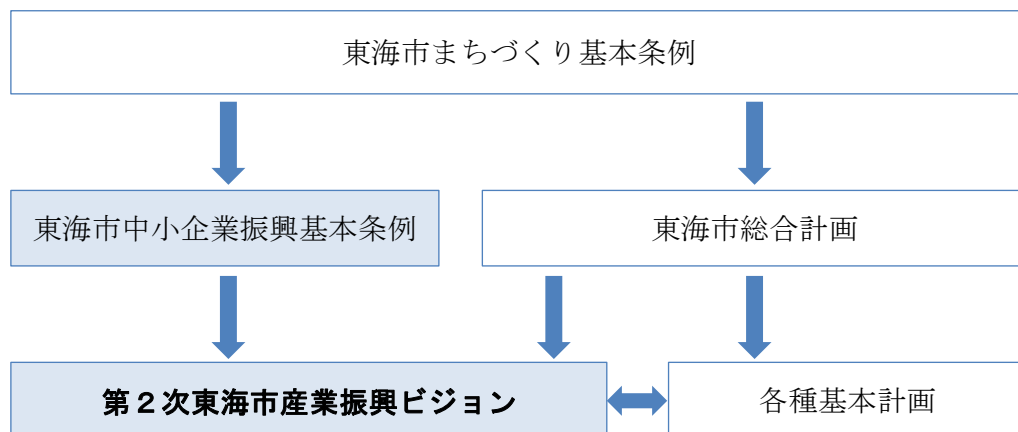 東海市まちづくり基本条例
東海市中小企業振興基本条例
東海市総合計画
第２次東海市産業振興ビジョン
各種基本計画